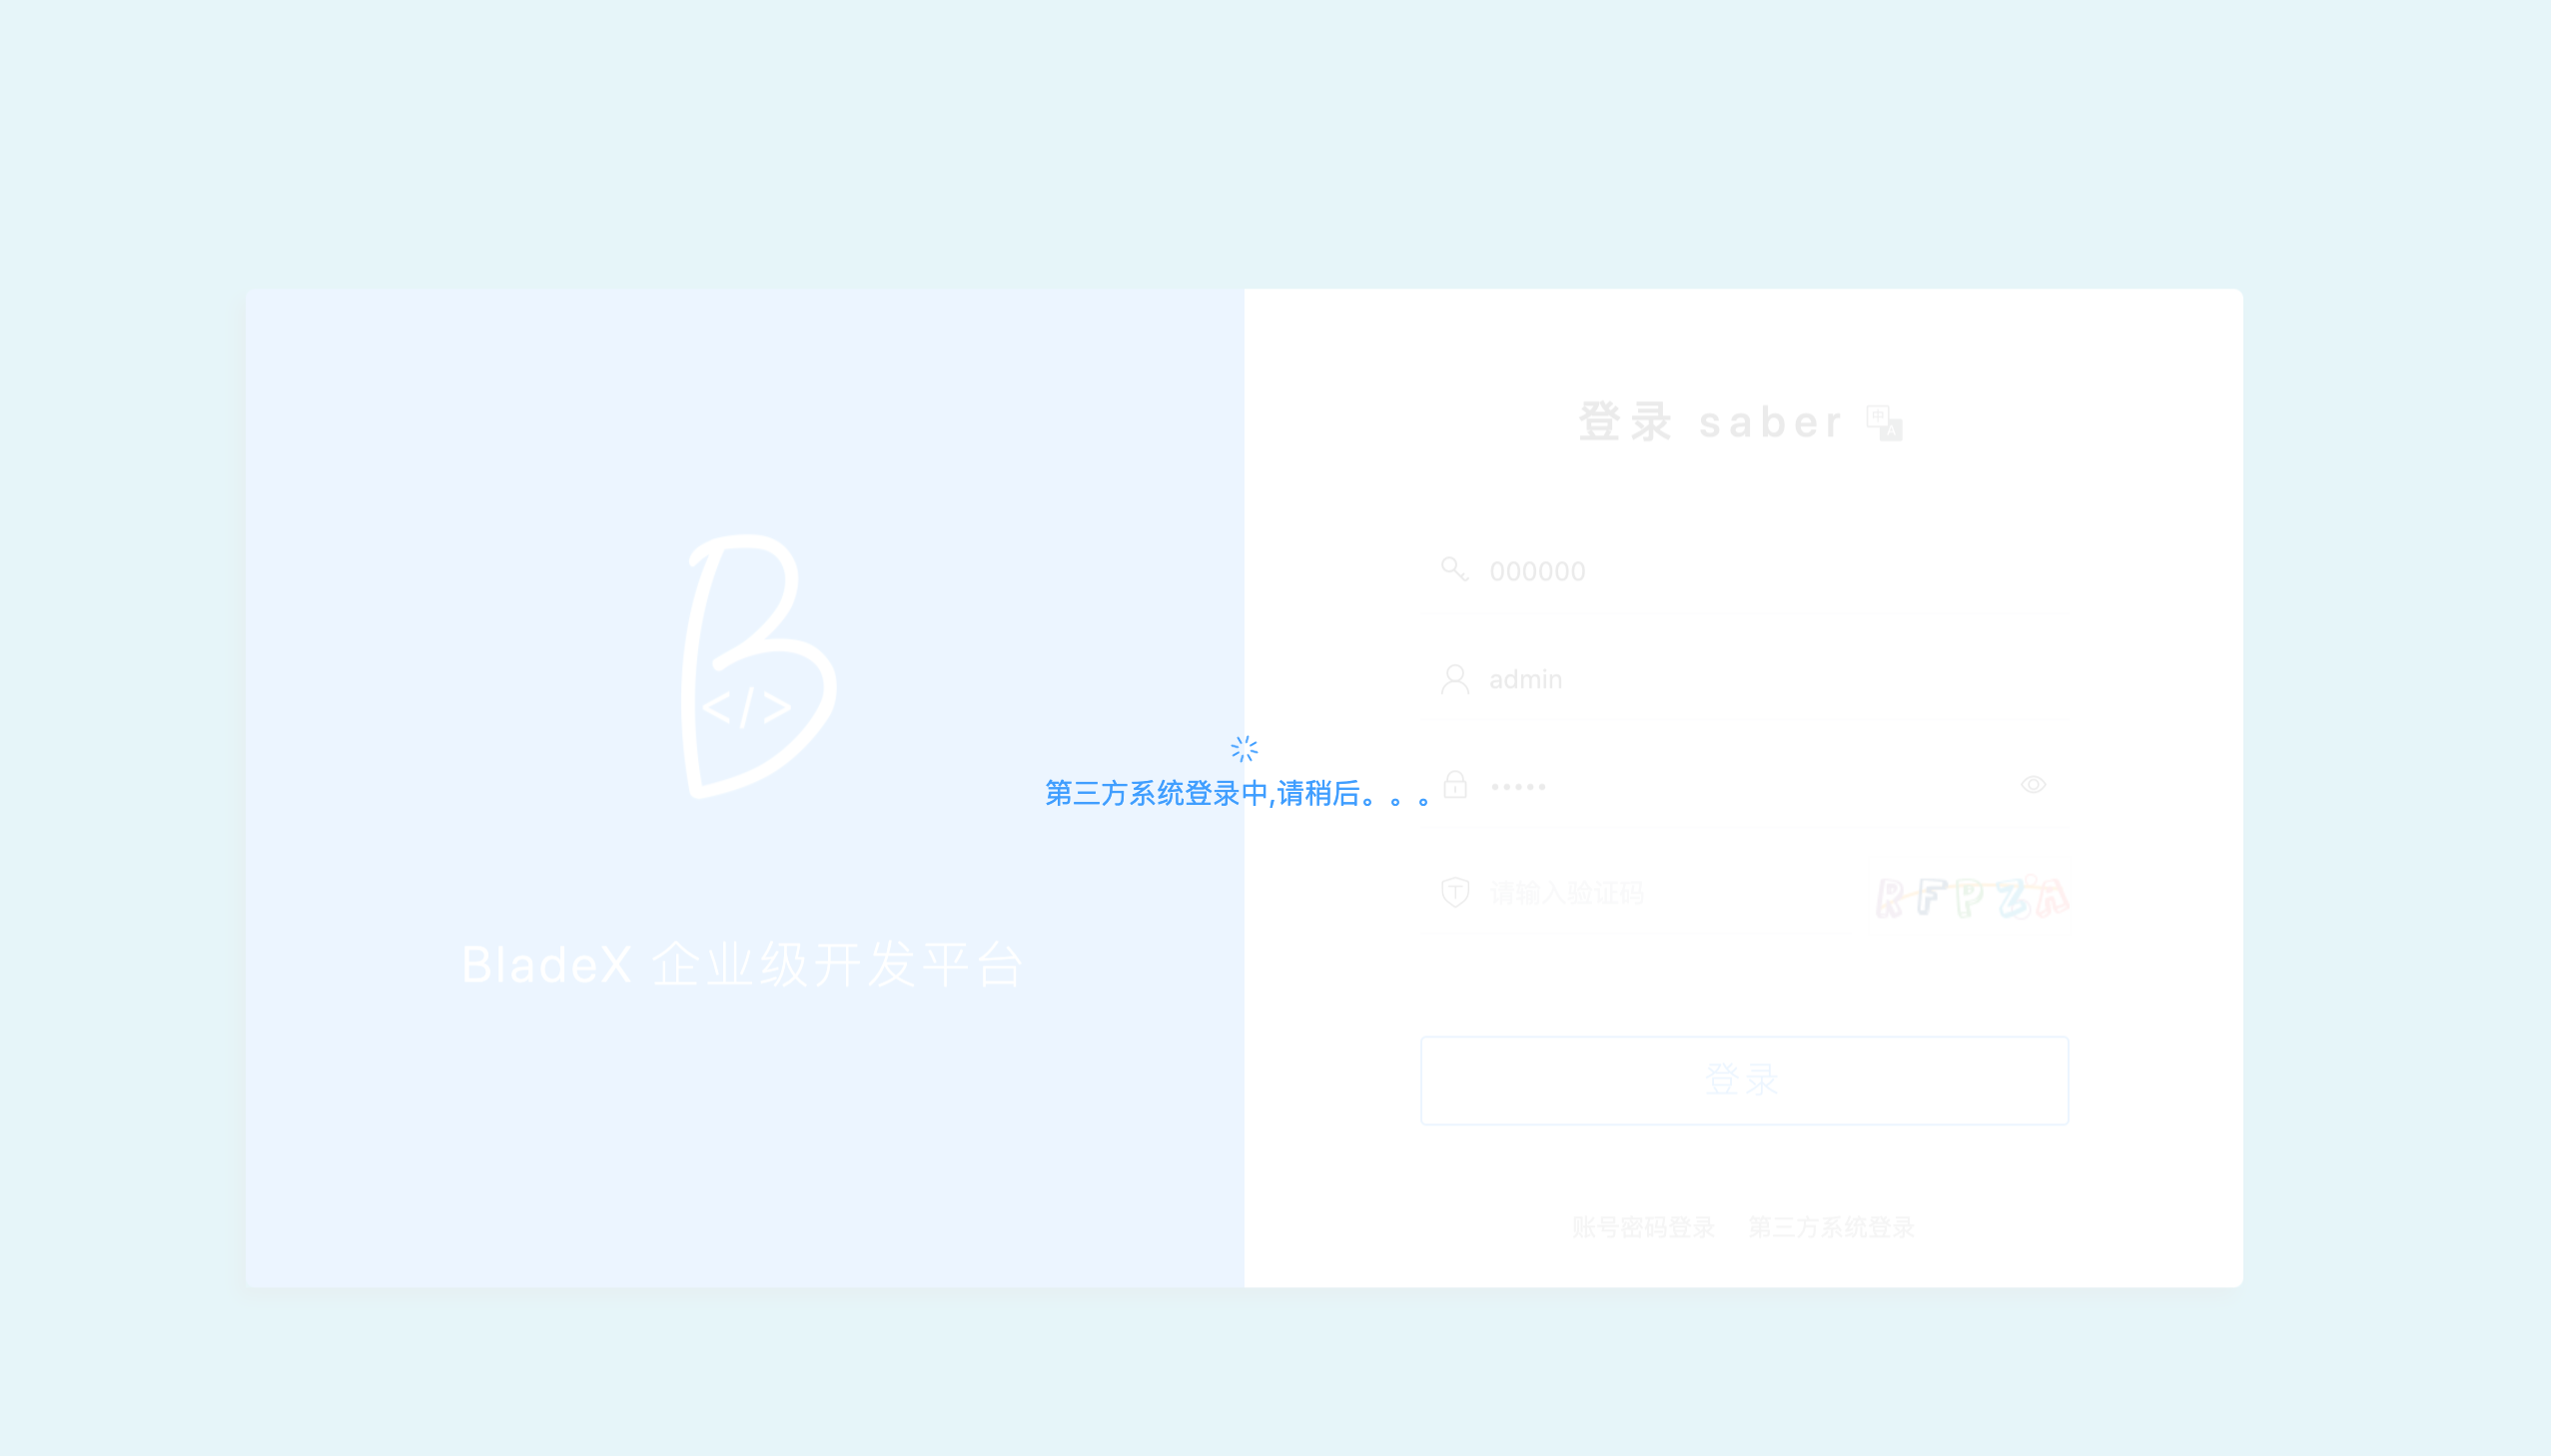 登录 saber
000000
admin
第三方系统登录中,请稍后。。。
请输入验证码
RFPZA
BladeX 企业级开发平台
登录
账号密码登录 第三方系统登录